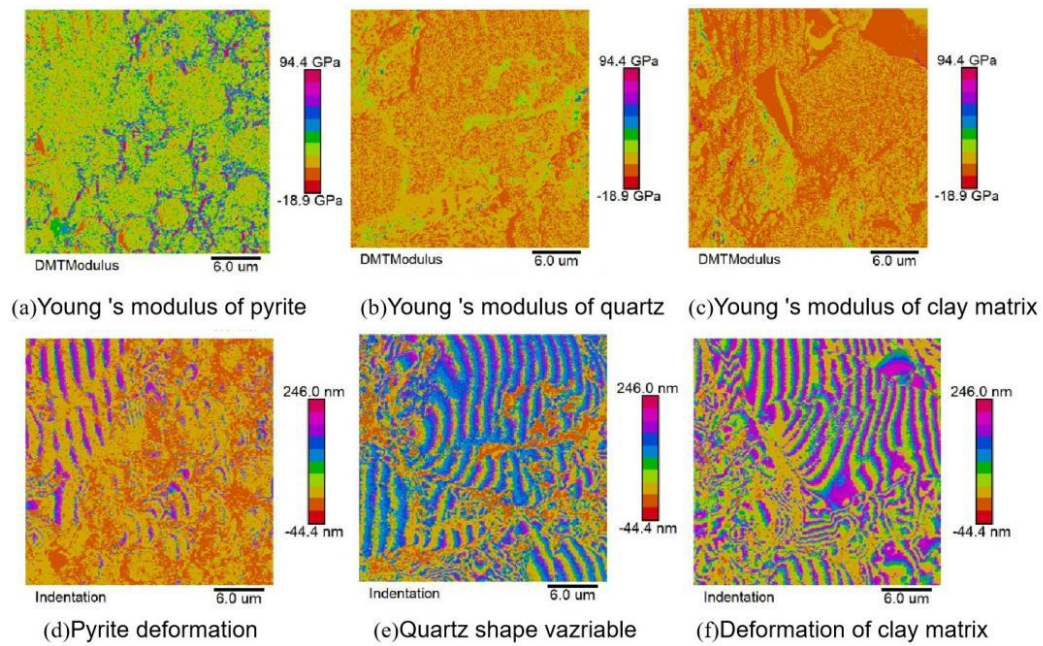 94.4 GPa
-18.9 GPa
DMTModulus
6.0 um
94.4 GPa
-18.9 GPa
DMTModulus
6.0 um
94.4 GPa
-18.9 GPa
DMTModulus
6.0 um
(a)Young 's modulus of pyrite
(b)Young 's modulus of quartz
(c)Young 's modulus of clay matrix
246.0 nm
-44.4 nm
Indentation
6.0 um
246.0 nm
-44.4 nm
Indentation
6.0 um
246.0 nm
-44.4 nm
Indentation
6.0 um
(d)Pyrite deformation
(e)Quartz shape vazriable
(f)Deformation of clay matrix